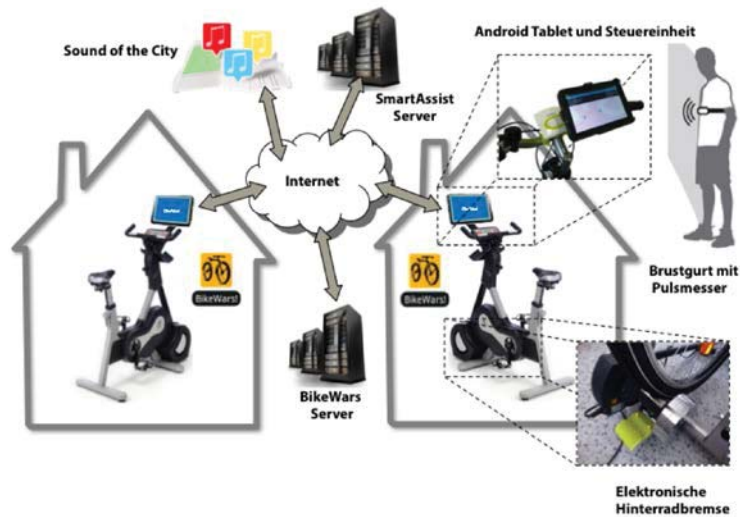 Sound of the City
SmartAssist
Server
Android Tablet und Steuereinheit
Internet
BikeWars!
BikeWars!
Brustgurt mit
Pulsmesser
BikeWars
Server
Elektronische
Hinterradbremse